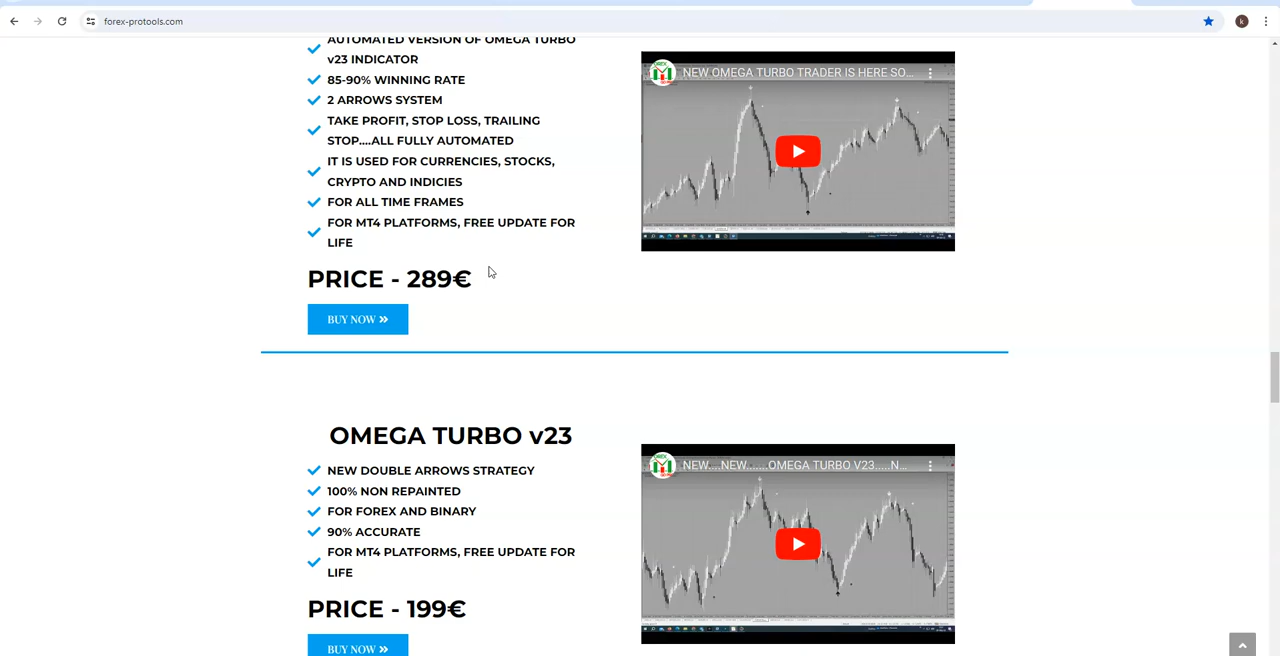 forex-protools.com
k
AUTOMATED VERSION OF OMEGA TURBO
v23 INDICATOR
85-90% WINNING RATE
2 ARROWS SYSTEM
TAKE PROFIT, STOP LOSS, TRAILING
STOP....ALL FULLY AUTOMATED
IT IS USED FOR CURRENCIES, STOCKS,
CRYPTO AND INDICIES
FOR ALL TIME FRAMES
FOR MT4 PLATFORMS, FREE UPDATE FOR
LIFE
PRICE - 289€
BUY NOW »
NEW OMEGA TURBO TRADER IS HERE SO...
OMEGA TURBO v23
NEW DOUBLE ARROWS STRATEGY
100% NON REPAINTED
FOR FOREX AND BINARY
90% ACCURATE
FOR MT4 PLATFORMS, FREE UPDATE FOR
LIFE
PRICE - 199€
BUY NOW »
NEW....NEW......OMEGA TURBO V23.....N...